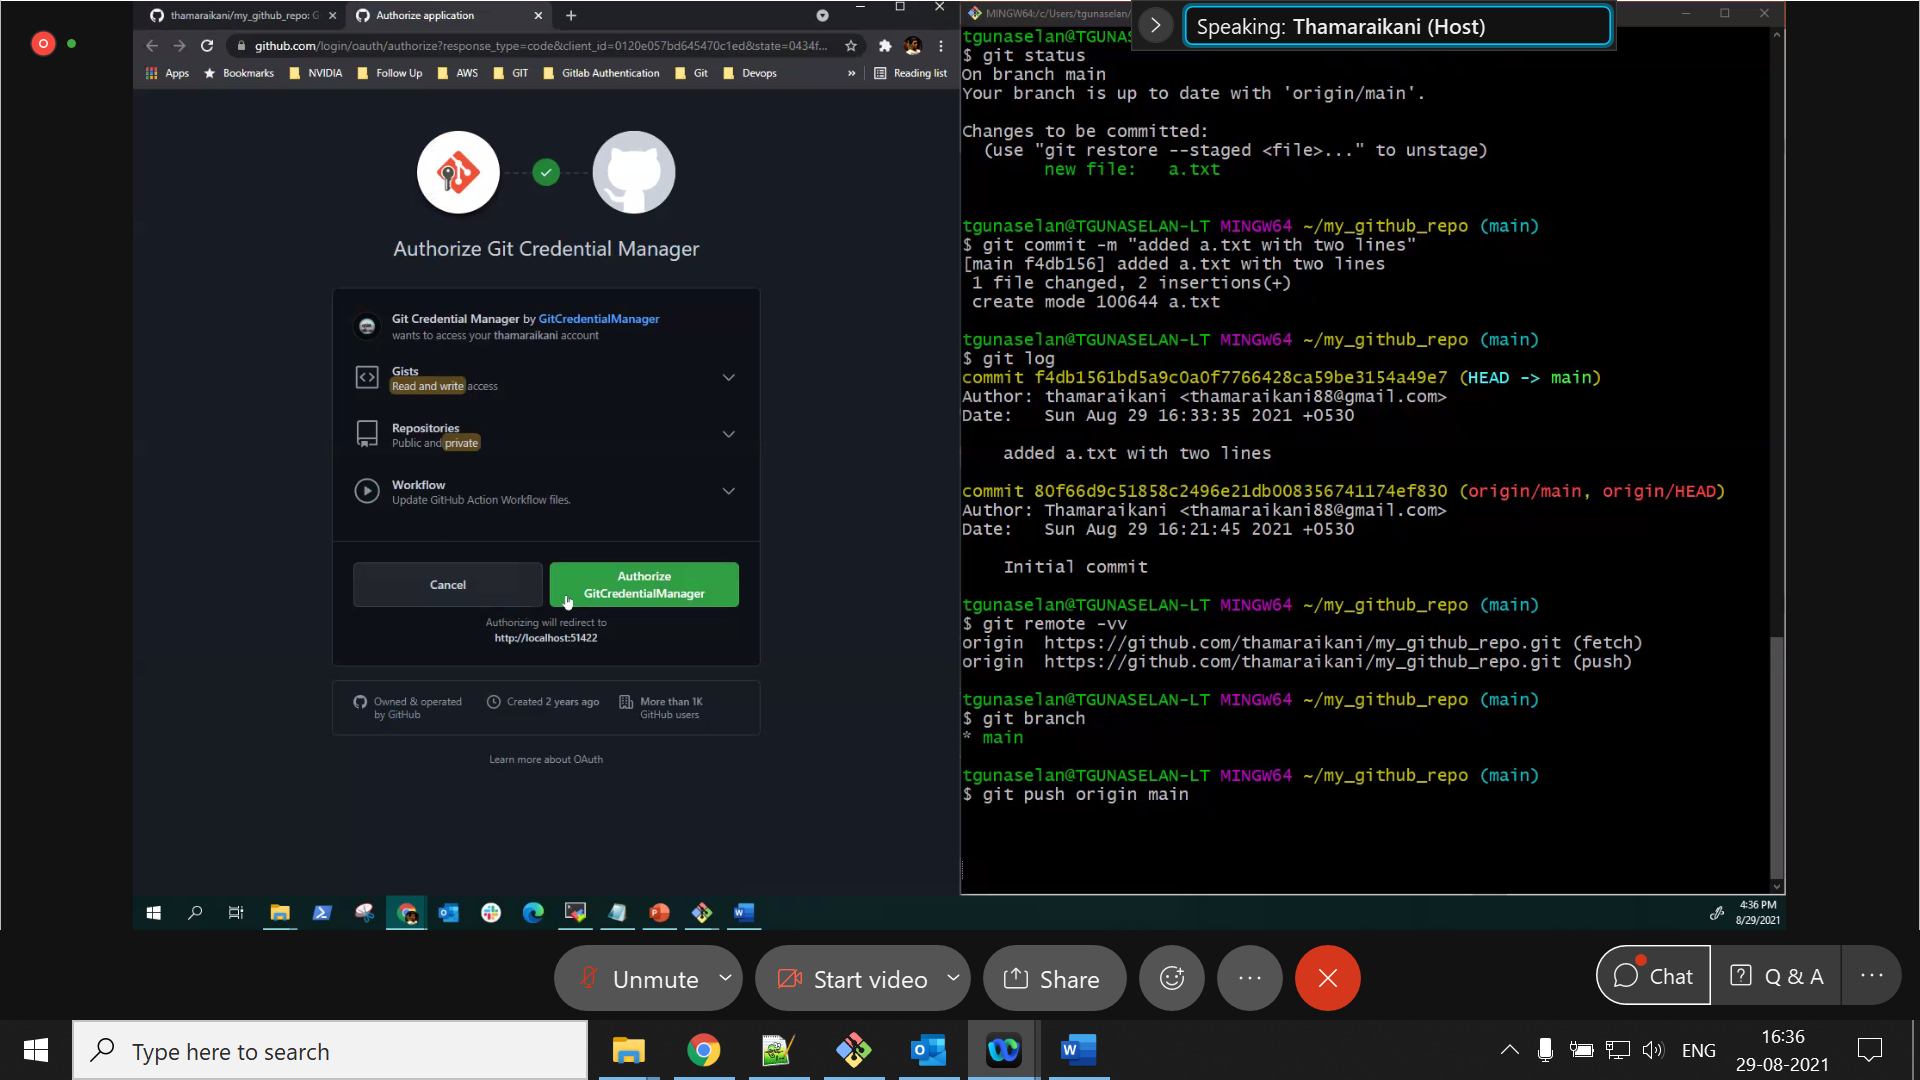 thamaraikani/my_github_repo: G
Authorize application
github.com/login/oauth/authorize?response_type=code&client_id=0120e057bd645470c1ed&state=0434f...
Apps
Bookmarks
NVIDIA
Follow Up
AWS
GIT
Gitlab Authentication
Git
Devops
»
Reading list
Authorize Git Credential Manager
Git Credential Manager by GitCredentialManager
wants to access your thamaraikani account
Gists
Read and write access
Repositories
Public and private
Workflow
Update GitHub Action Workflow files.
Cancel
Authorize
GitCredentialManager
Authorizing will redirect to
http://localhost:51422
Owned & operated
by GitHub
Created 2 years ago
More than 1K
GitHub users
Learn more about OAuth
MINGW64:/c/Users/tgunaselan/
Speaking: Thamaraikani (Host)
tgunaselan@TGUNAS
$ git status
On branch main
Your branch is up to date with 'origin/main'.
Changes to be committed:
(use "git restore --staged <file>..." to unstage)
new file:   a.txt
tgunaselan@TGUNASELAN-LT MINGW64 ~/my_github_repo (main)
$ git commit -m "added a.txt with two lines"
[main f4db156] added a.txt with two lines
1 file changed, 2 insertions(+)
create mode 100644 a.txt
tgunaselan@TGUNASELAN-LT MINGW64 ~/my_github_repo (main)
$ git log
commit f4db1561bd5a9c0a0f7766428ca59be3154a49e7 (HEAD -> main)
Author: thamaraikani <thamaraikani88@gmail.com>
Date:   Sun Aug 29 16:33:35 2021 +0530
added a.txt with two lines
commit 80f66d9c51858c2496e21db008356741174ef830 (origin/main, origin/HEAD)
Author: Thamaraikani <thamaraikani88@gmail.com>
Date:   Sun Aug 29 16:21:45 2021 +0530
Initial commit
tgunaselan@TGUNASELAN-LT MINGW64 ~/my_github_repo (main)
$ git remote -vv
origin  https://github.com/thamaraikani/my_github_repo.git (fetch)
origin  https://github.com/thamaraikani/my_github_repo.git (push)
tgunaselan@TGUNASELAN-LT MINGW64 ~/my_github_repo (main)
$ git branch
* main
tgunaselan@TGUNASELAN-LT MINGW64 ~/my_github_repo (main)
$ git push origin main
4:36 PM
8/29/2021
Unmute
Start video
Share
Chat
Q & A
Type here to search
ENG
16:36
29-08-2021